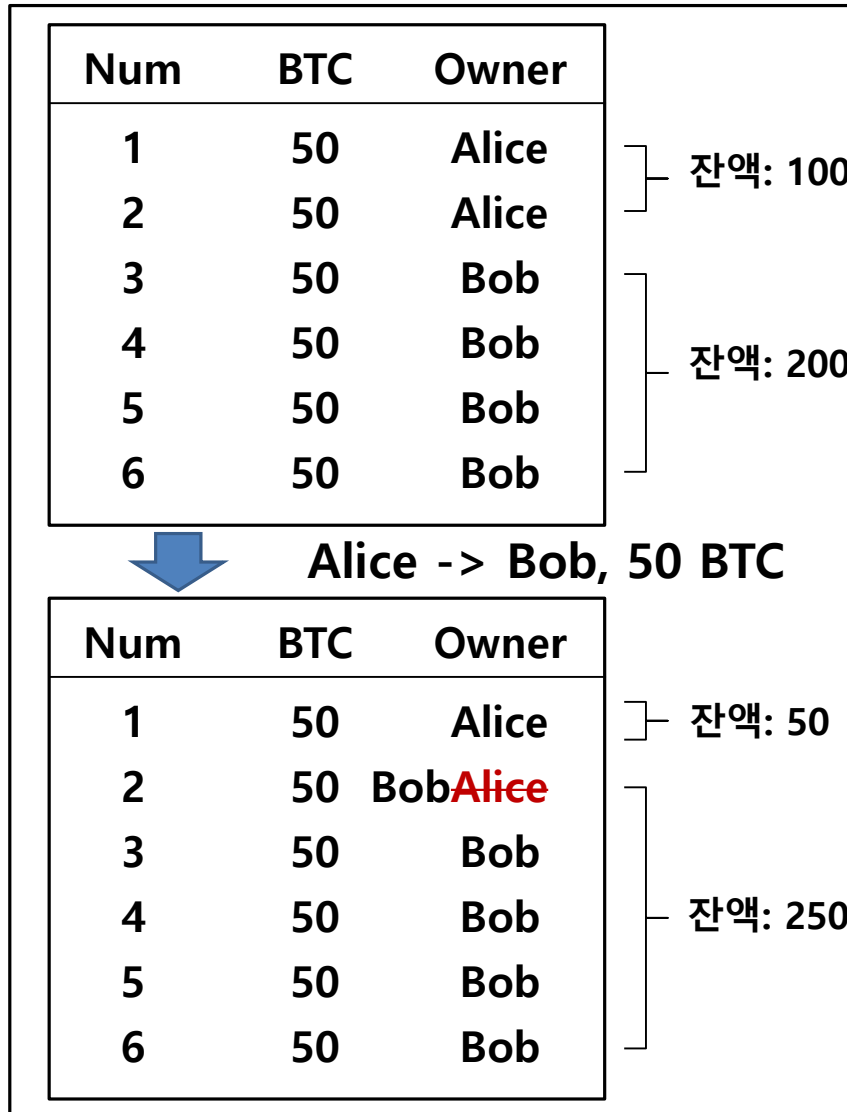 Num BTC Owner
1 50 Alice
잔액: 100
2 50 Alice
3 50 Bob
4 50 Bob
잔액: 200
5 50 Bob
6 50 Bob
Alice -> Bob, 50 BTC
Num BTC Owner
1 50 Alice 잔액: 50
2 50 BobAlice
3 50 Bob
4 50 Bob 잔액: 250
5 50 Bob
6 50 Bob